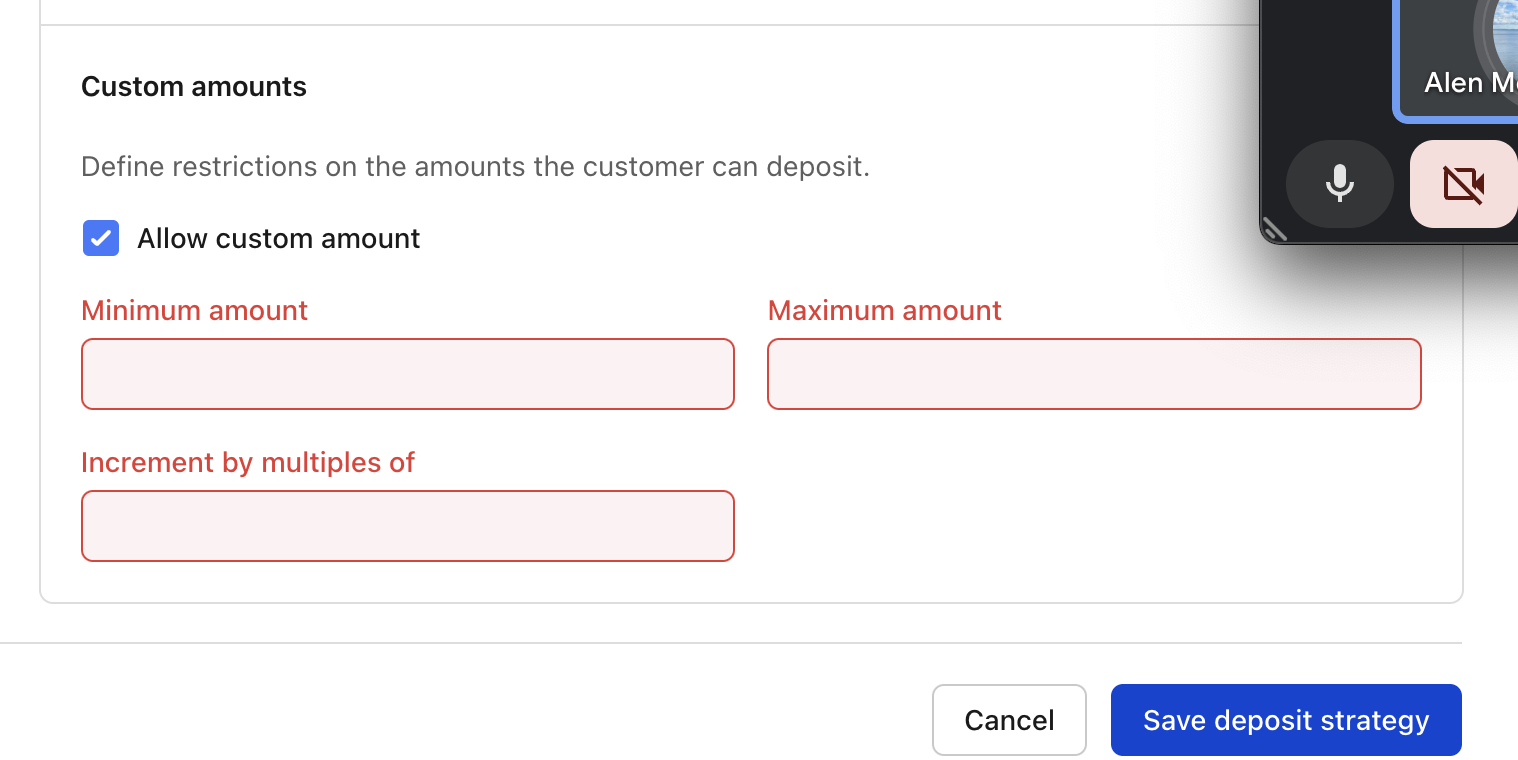 Custom amounts
Alen
Define restrictions on the amounts the customer can deposit.
Allow custom amount
Minimum amount
Maximum amount
Increment by multiples of
Cancel
Save deposit strategy